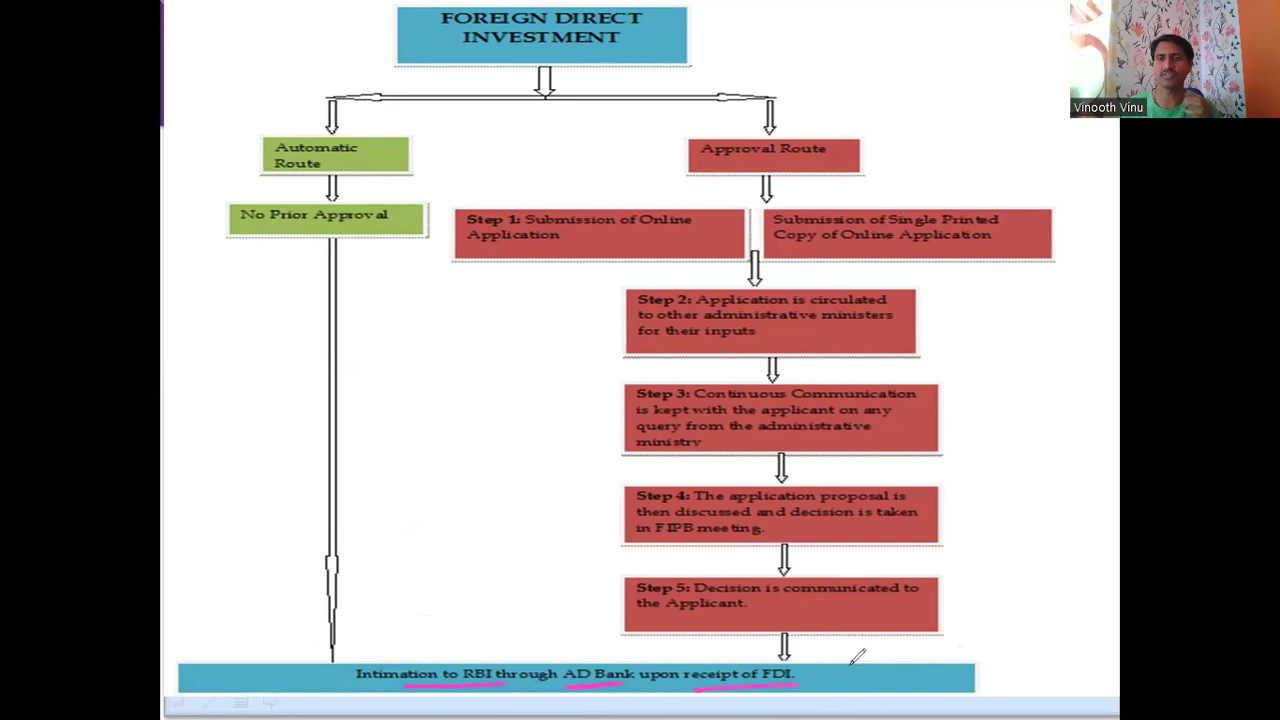 FOREIGN DIRECT
INVESTMENT
Vinooth Vinu
Automatic
Route
Approval Route
No Prior Approval
Step 1: Submission of Online
Application
Submission of Single Printed
Copy of Online Application
Step 2: Application is circulated
to other administrative ministers
for their inputs
Step 3: Continuous Communication
is kept with the applicant on any
query from the administrative
ministry
Step 4: The application proposal is
then discussed and decision is taken
in FIPB meeting.
Step 5: Decision is communicated to
the Applicant.
Intimation to RBI through AD Bank upon receipt of FDI.